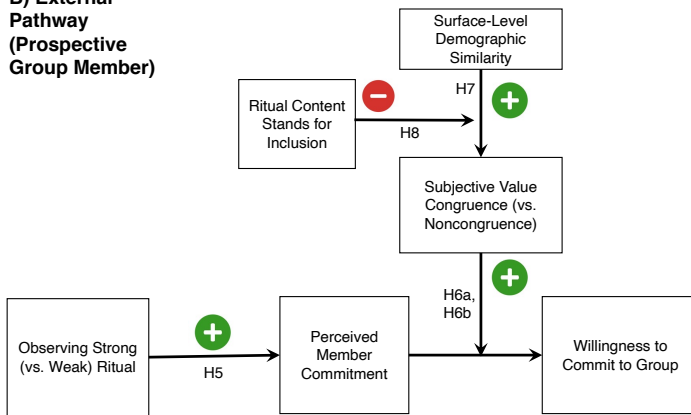 B) External
Pathway
(Prospective
Group Member)
Surface-Level
Demographic
Similarity
H7
Ritual Content
Stands for
Inclusion
H8
Subjective Value
Congruence (vs.
Noncongruence)
H6a,
H6b
Observing Strong
(vs. Weak) Ritual
H5
Perceived
Member
Commitment
Willingness to
Commit to Group